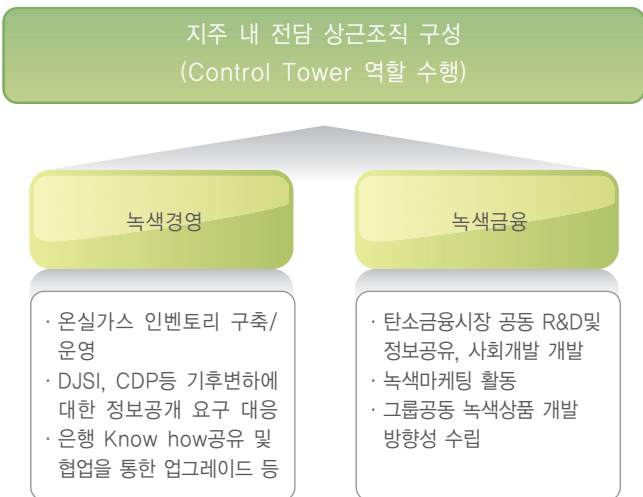 지주 내 전담 상근조직 구성
(Control Tower 역할 수행)
녹색경영
· 온실가스 인벤토리 구축/
운영
· DJSI, CDP등 기후변하에
대한 정보공개 요구 대응
· 은행 Know how공유 및
협업을 통한 업그레이드 등
녹색금융
· 탄소금융시장 공동 R&D및
정보공유, 사회개발 개발
· 녹색마케팅 활동
· 그룹공동 녹색상품 개발
방향성 수립